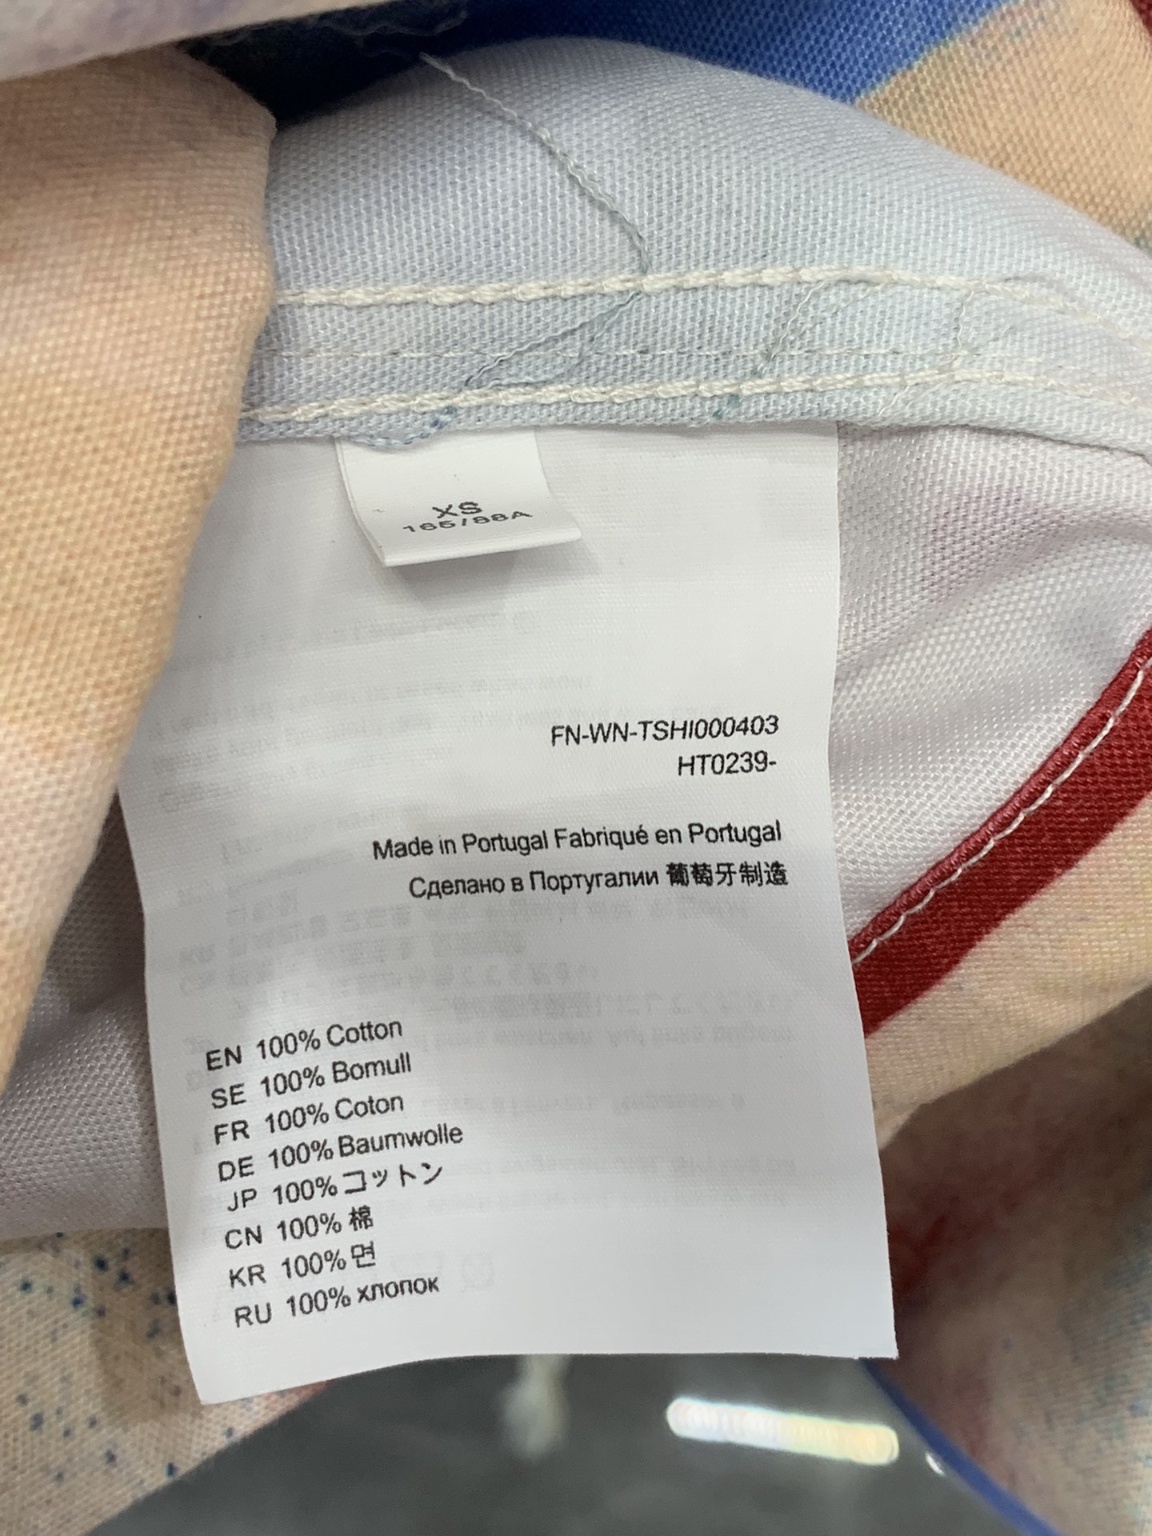 XS
165/88A
FN-WN-TSHI000403
HT0239-
Made in Portugal Fabriqué en Portugal
Сделано в Португалии 葡萄牙制造
EN 100% Cotton
SE 100% Bomull
FR 100% Coton
DE 100% Baumwolle
JP 100% コットン
CN 100% 棉
KR 100% 면
RU 100% хлопок